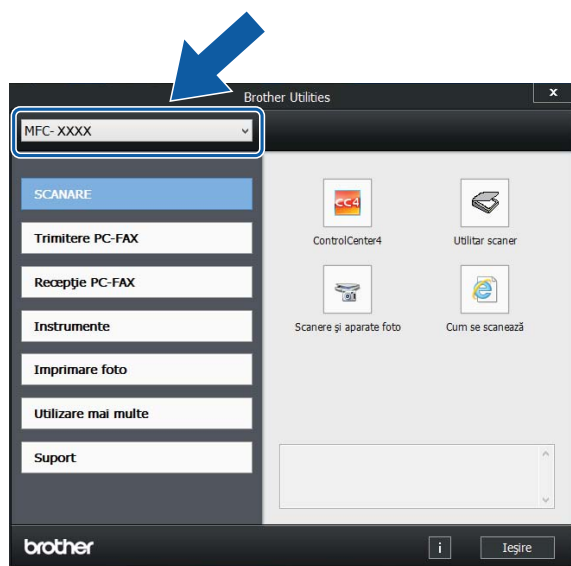 Brother Utilities
x
MFC- XXXX
SCANARE
Trimitere PC-FAX
Recepţie PC-FAX
Instrumente
Imprimare foto
Utilizare mai multe
Suport
CC4
ControlCenter4
Utilitar scaner
Scanere şi aparate foto
Cum se scanează
brother
i
Ieşire